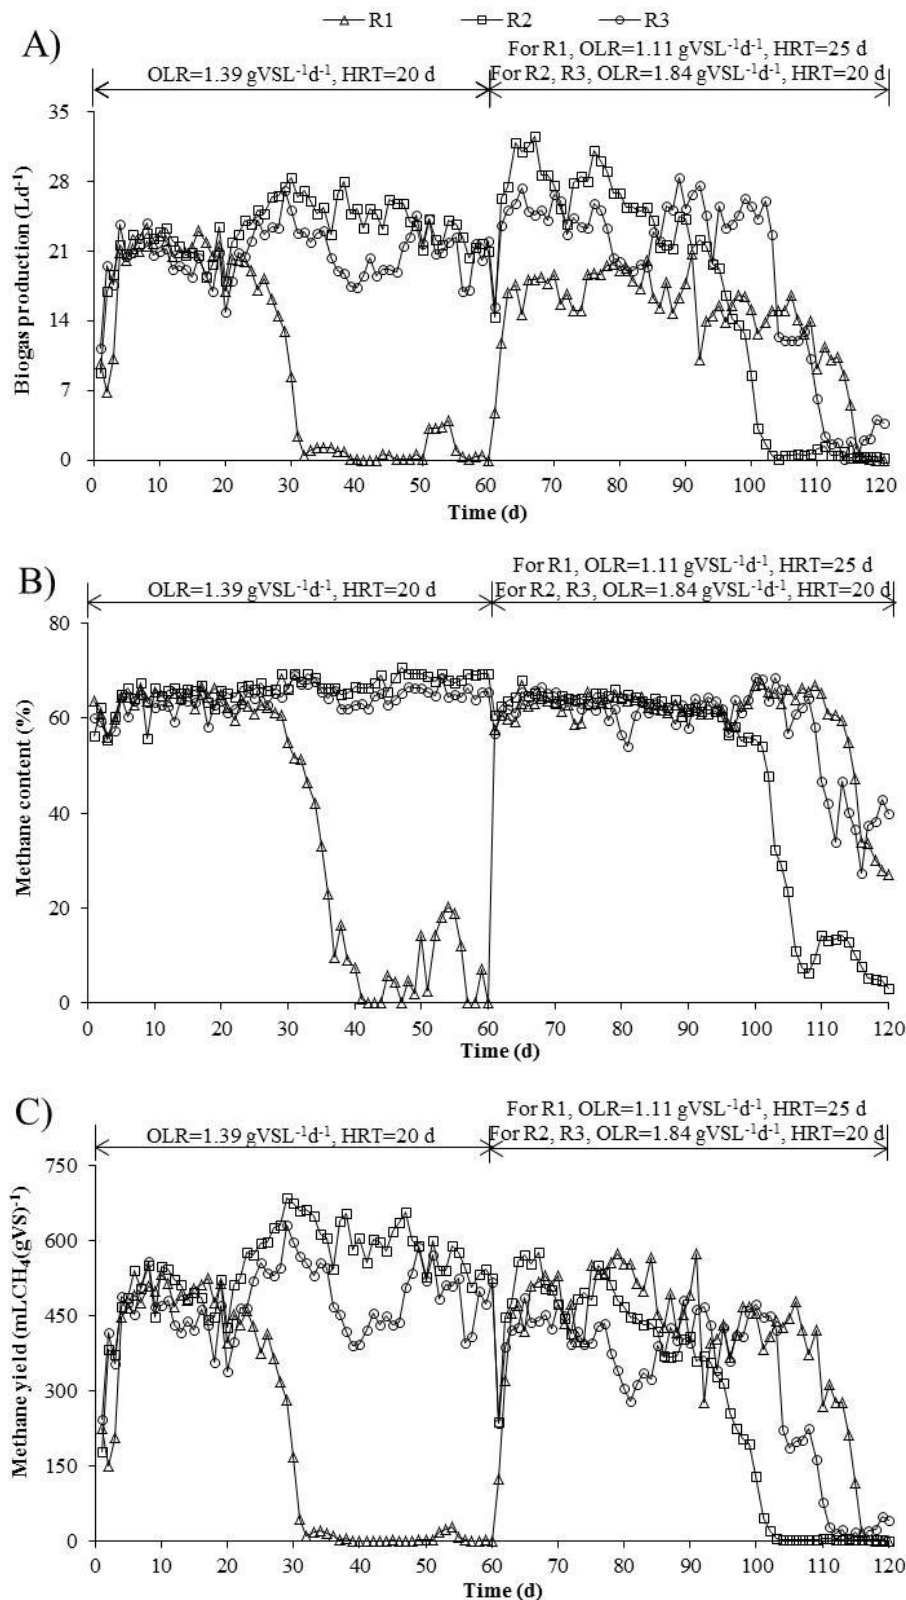 R1 R2 R3
A)
For R1, OLR=1.11 gVSL⁻¹d⁻¹, HRT=25 d
OLR=1.39 gVSL⁻¹d⁻¹, HRT=20 d
For R2, R3, OLR=1.84 gVSL⁻¹d⁻¹, HRT=20 d
Biogas production (Ld⁻¹)
35
28
21
14
7
0
0 10 20 30 40 50 60 70 80 90 100 110 120
Time (d)
B)
For R1, OLR=1.11 gVSL⁻¹d⁻¹, HRT=25 d
OLR=1.39 gVSL⁻¹d⁻¹, HRT=20 d
For R2, R3, OLR=1.84 gVSL⁻¹d⁻¹, HRT=20 d
Methane content (%)
80
60
40
20
0
0 10 20 30 40 50 60 70 80 90 100 110 120
Time (d)
C)
For R1, OLR=1.11 gVSL⁻¹d⁻¹, HRT=25 d
OLR=1.39 gVSL⁻¹d⁻¹, HRT=20 d
For R2, R3, OLR=1.84 gVSL⁻¹d⁻¹, HRT=20 d
Methane yield (mLCH₄(gVS)⁻¹
750
600
450
300
150
0
0 10 20 30 40 50 60 70 80 90 100 110 120
Time (d)